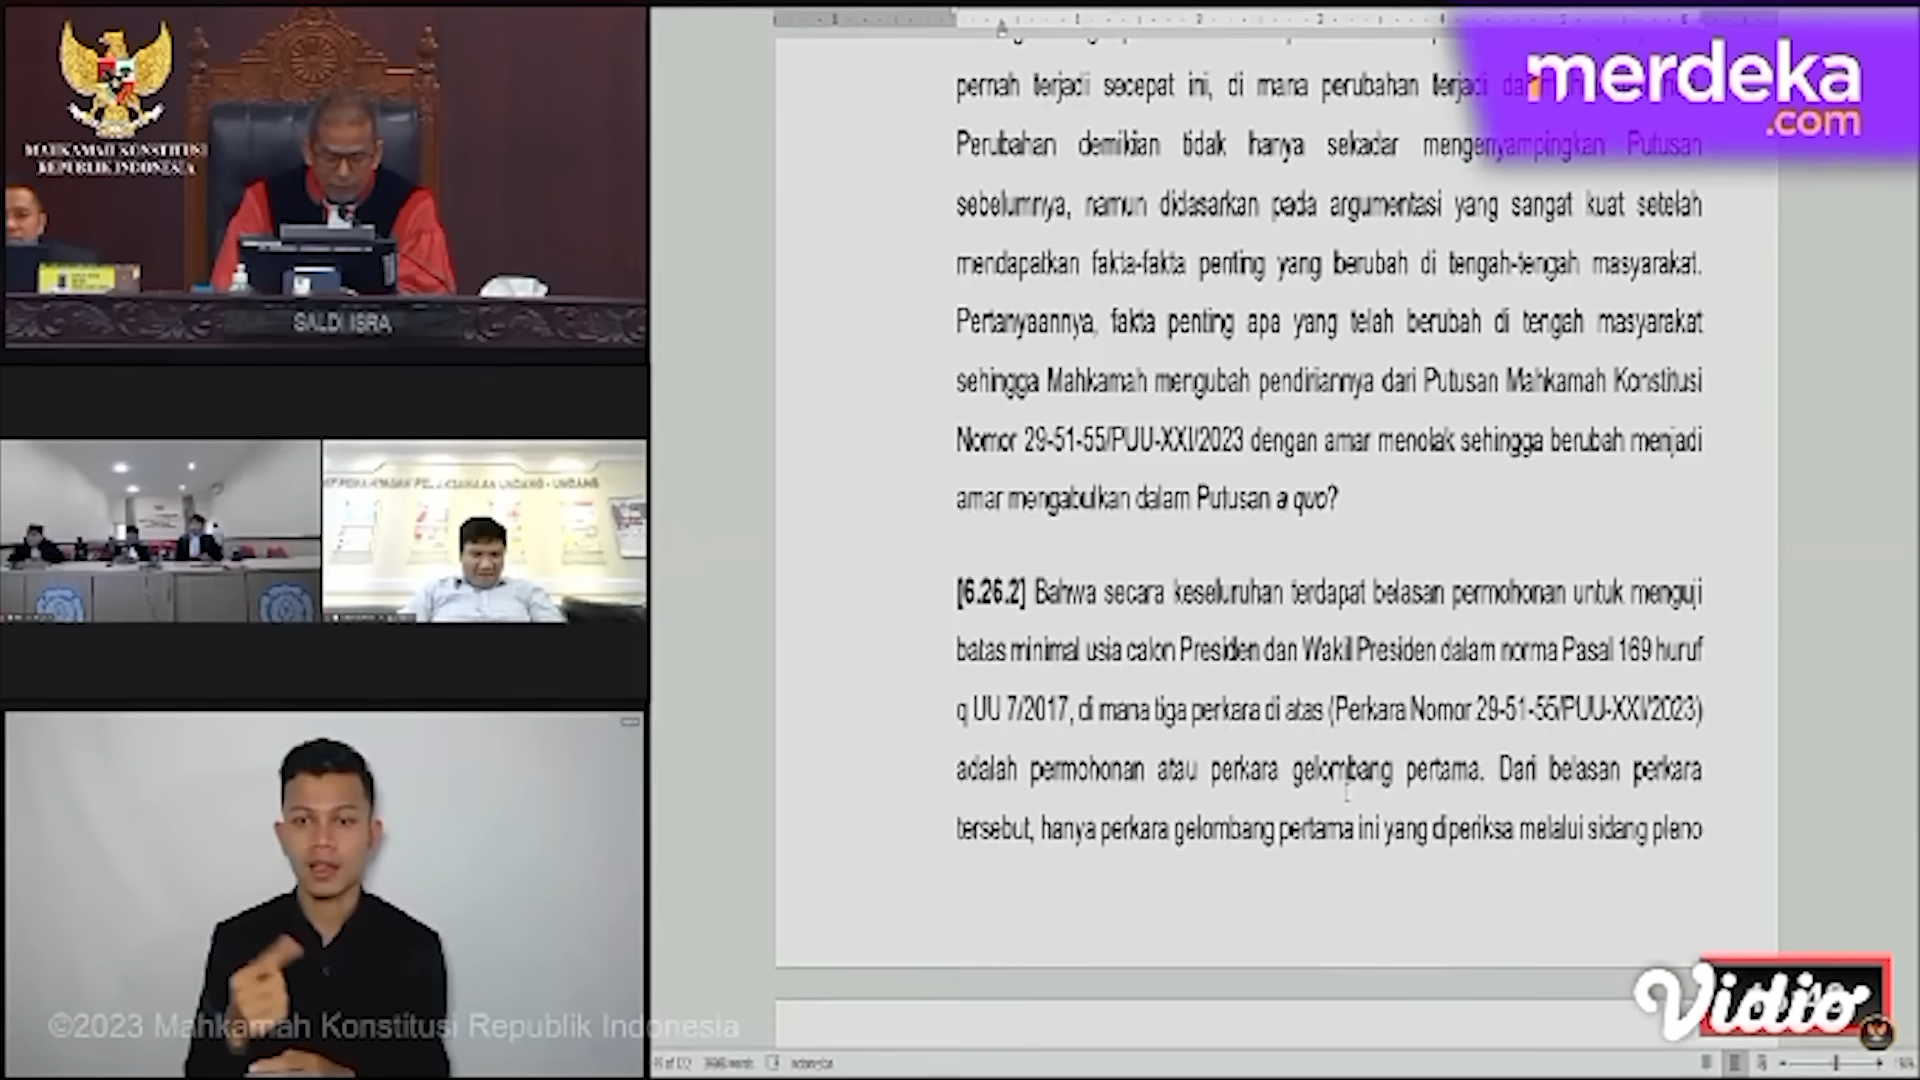 MAHKAMAH KONSTITUSI
REPUBLIK INDONESIA
SALDI ISRA
PELAKSANAAN UNDANG - UNDANG
©2023 Mahkamah Konstitusi Republik Indonesia
merdeka
.com
pernah terjadi secepat ini, di mana perubahan terjadi
Perubahan demikian tidak hanya sekadar mengenyampingkan Putusan
sebelumnya, namun didasarkan pada argumentasi yang sangat kuat setelah
mendapatkan fakta-fakta penting yang berubah di tengah-tengah masyarakat.
Pertanyaannya, fakta penting apa yang telah berubah di tengah masyarakat
sehingga Mahkamah mengubah pendiriannya dari Putusan Mahkamah Konstitusi
Nomor 29-51-55/PUU-XXI/2023 dengan amar menolak sehingga berubah menjadi
amar mengabulkan dalam Putusan a quo?
[6.26.2] Bahwa secara keseluruhan terdapat belasan permohonan untuk menguji
batas minimal usia calon Presiden dan Wakil Presiden dalam norma Pasal 169 huruf
q UU 7/2017, di mana tiga perkara di atas (Perkara Nomor 29-51-55/PUU-XXI/2023)
adalah permohonan atau perkara gelombang pertama. Dari belasan perkara
tersebut, hanya perkara gelombang pertama ini yang diperiksa melalui sidang pleno
Vidio
Indonesian